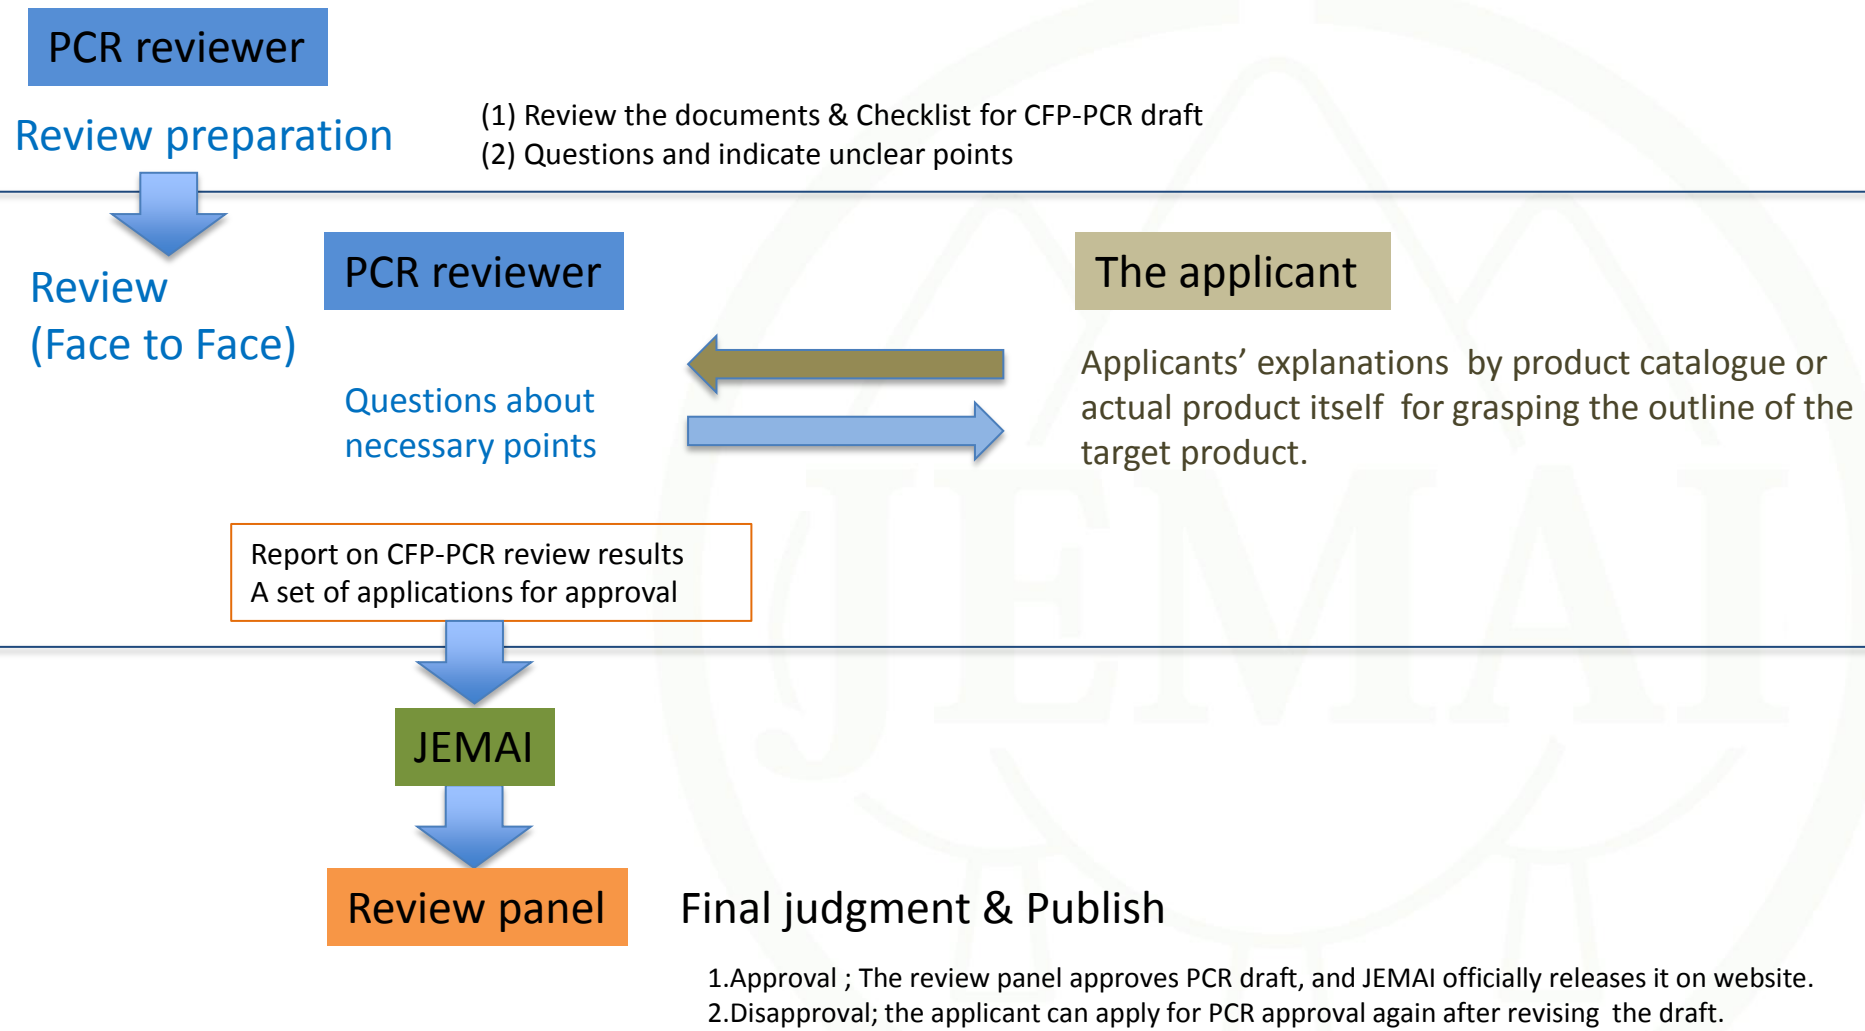 PCR reviewer
Review preparation
(1) Review the documents & Checklist for CFP-PCR draft
(2) Questions and indicate unclear points
Review
(Face to Face)
PCR reviewer
Questions about
necessary points
The applicant
Applicants’ explanations by product catalogue or
actual product itself for grasping the outline of the
target product.
Report on CFP-PCR review results
A set of applications for approval
JEMAI
Review panel
Final judgment & Publish
1.Approval ; The review panel approves PCR draft, and JEMAI officially releases it on website.
2.Disapproval; the applicant can apply for PCR approval again after revising the draft.
JEMAI